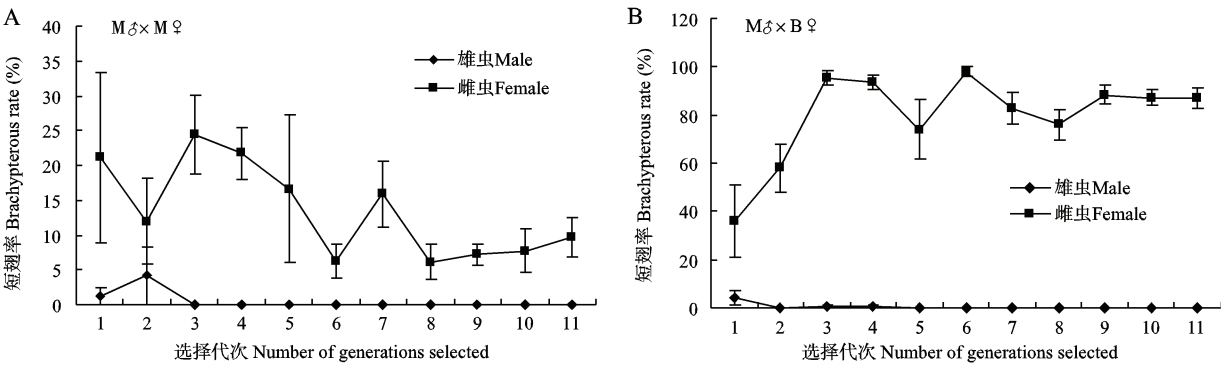 A
M♂×M♀
40
35
30
25
20
15
10
5
0
短翅率 Brachypterous rate (%)
雄虫Male
雌虫Female
1 2 3 4 5 6 7 8 9 10 11
选择代次 Number of generations selected
B
M♂×B♀
120
100
80
60
40
20
0
短翅率 Brachypterous rate (%)
雄虫Male
雌虫Female
1 2 3 4 5 6 7 8 9 10 11
选择代次 Number of generations selected